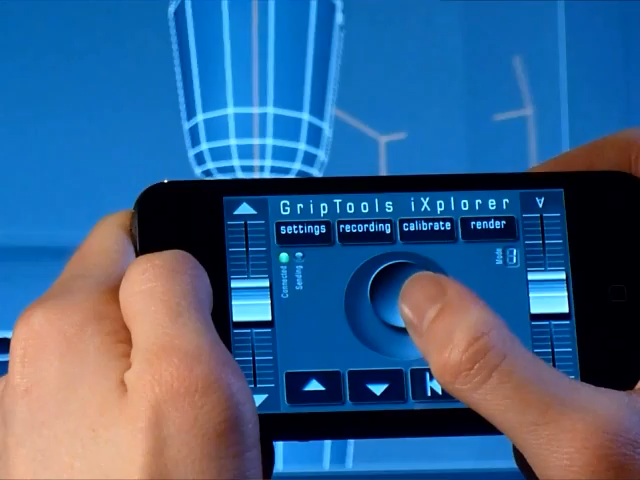 GripTools iXplorer
settings recording calibrate render
Connected
Sending
Mode